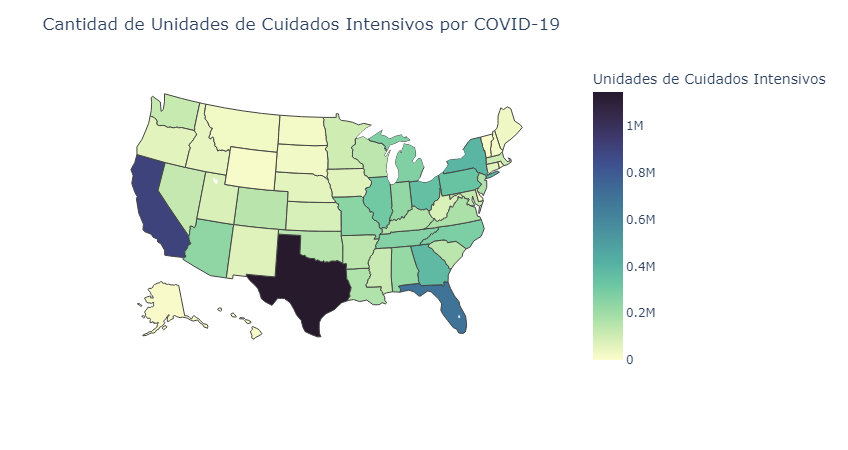 Cantidad de Unidades de Cuidados Intensivos por COVID-19
Unidades de Cuidados Intensivos
1M
0.8M
0.6M
0.4M
0.2M
0